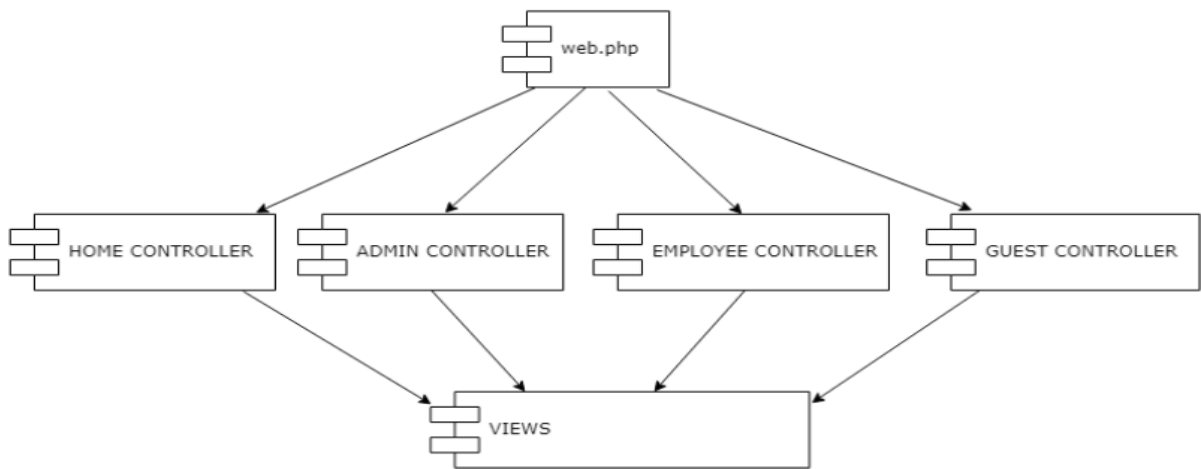 web.php
HOME CONTROLLER
ADMIN CONTROLLER
EMPLOYEE CONTROLLER
GUEST CONTROLLER
VIEWS